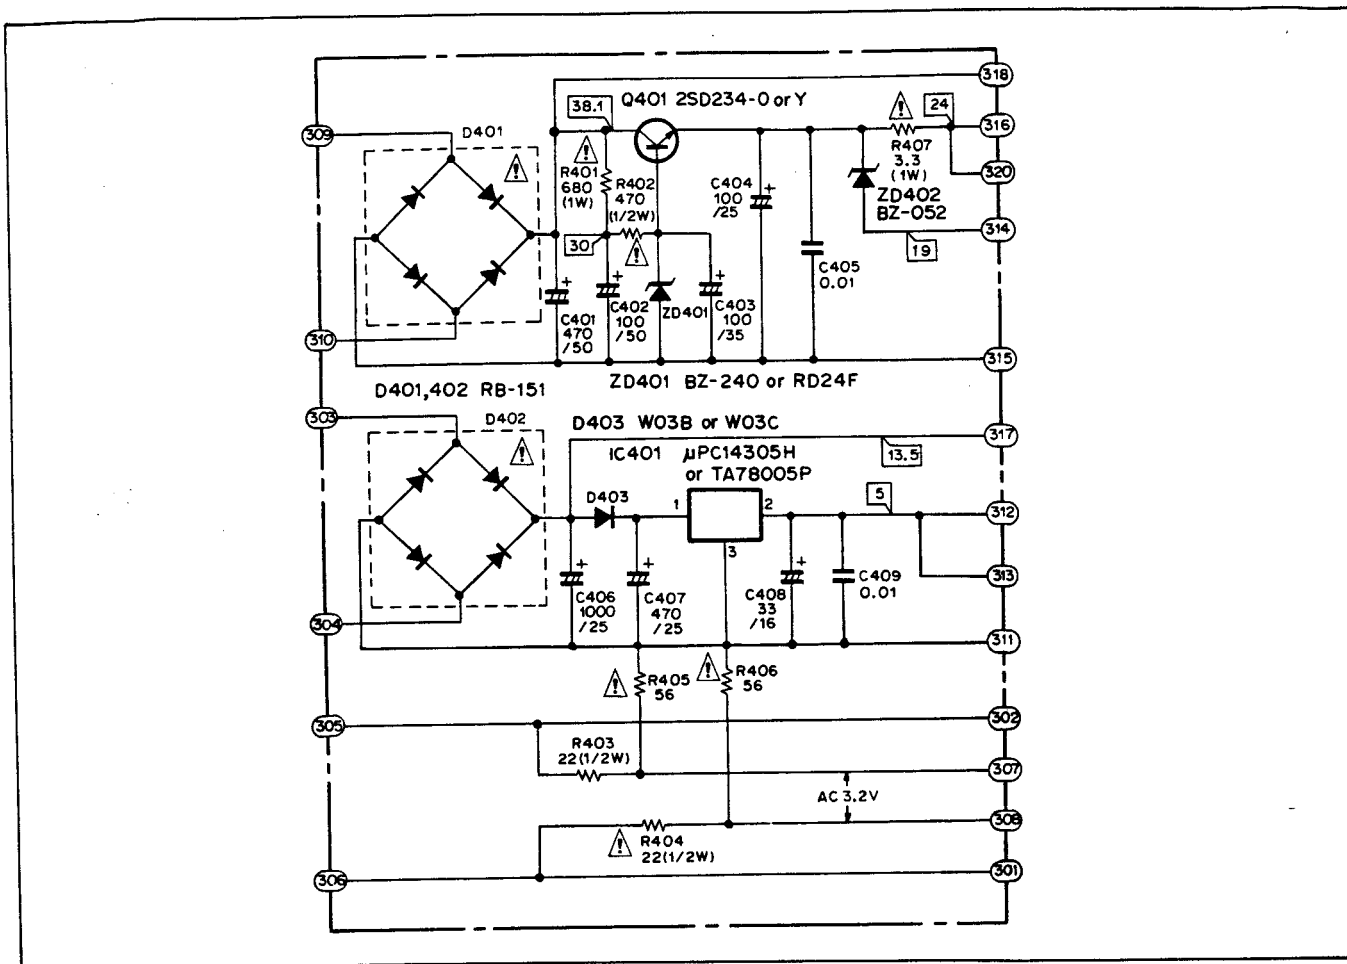 318
38.1
Q401 2SD234-O or Y
24
316
309
D401
R407
3.3
(1W)
320
R401
680
(1W)
R402
470
(1/2W)
C404
100
/25
ZD402
BZ-052
314
30
19
C405
0.01
C401
470
/50
C402
100
/50
ZD401
C403
100
/35
310
315
D401,402 RB-151
ZD401 BZ-240 or RD24F
303
D402
D403 W03B or W03C
317
IC401 μPC14305H
or TA78005P
13.5
D403
1
2
5
312
3
313
C406
1000
/25
C407
470
/25
C408
33
/16
C409
0.01
304
311
R405
56
R406
56
305
302
R403
22(1/2W)
307
AC 3.2V
308
R404
22(1/2W)
306
301